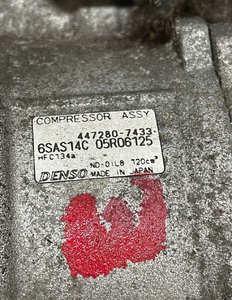 COMPRESSOR ASSY
447280-7433
6SAS14C 05R06125
HFC134a
ND-OIL8 120cm³
DENSO MADE IN JAPAN